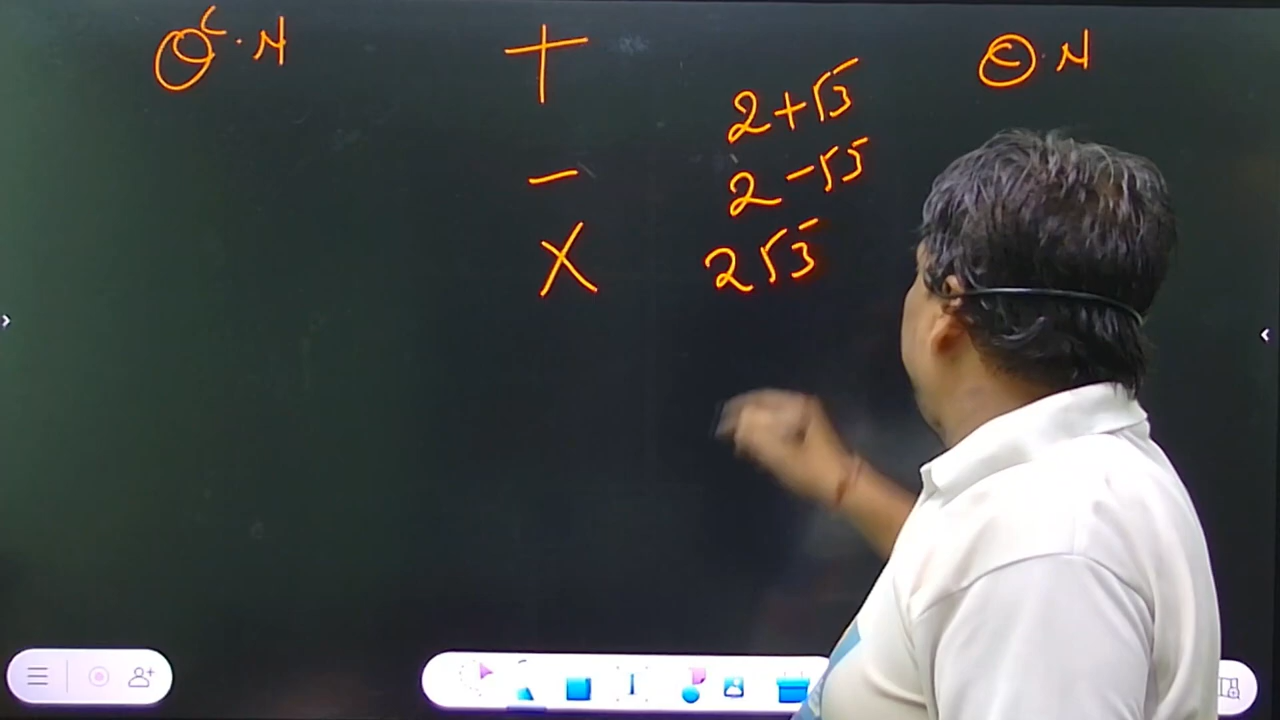 Q^c . N + Q . N
2+√3
- 2-√3
× 2√3